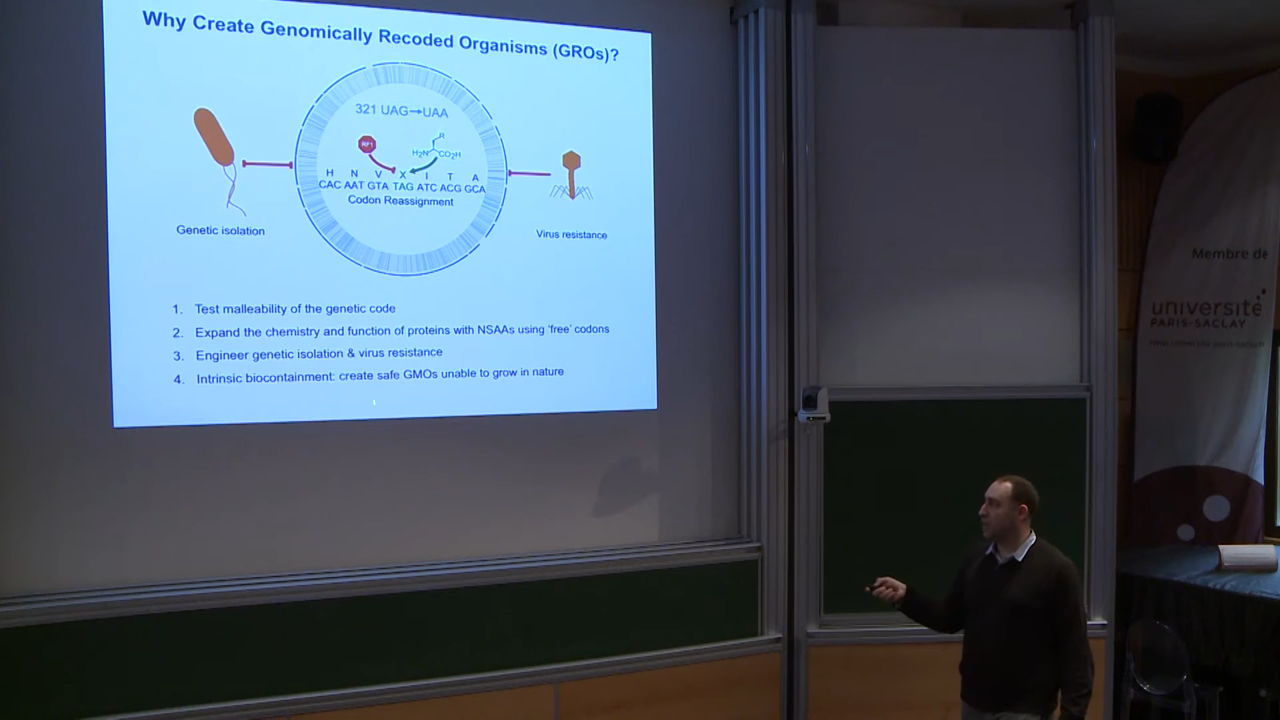 Why Create Genomically Recoded Organisms (GROs)?
321 UAG→UAA
RF1
R
H₂N CO₂H
H N V X I T A
CAC AAT GTA TAG ATC ACG GCA
Codon Reassignment
Genetic isolation
Virus resistance
1. Test malleability of the genetic code
2. Expand the chemistry and function of proteins with NSAAs using 'free' codons
3. Engineer genetic isolation & virus resistance
4. Intrinsic biocontainment: create safe GMOs unable to grow in nature
Membre de
université
PARIS-SACLAY